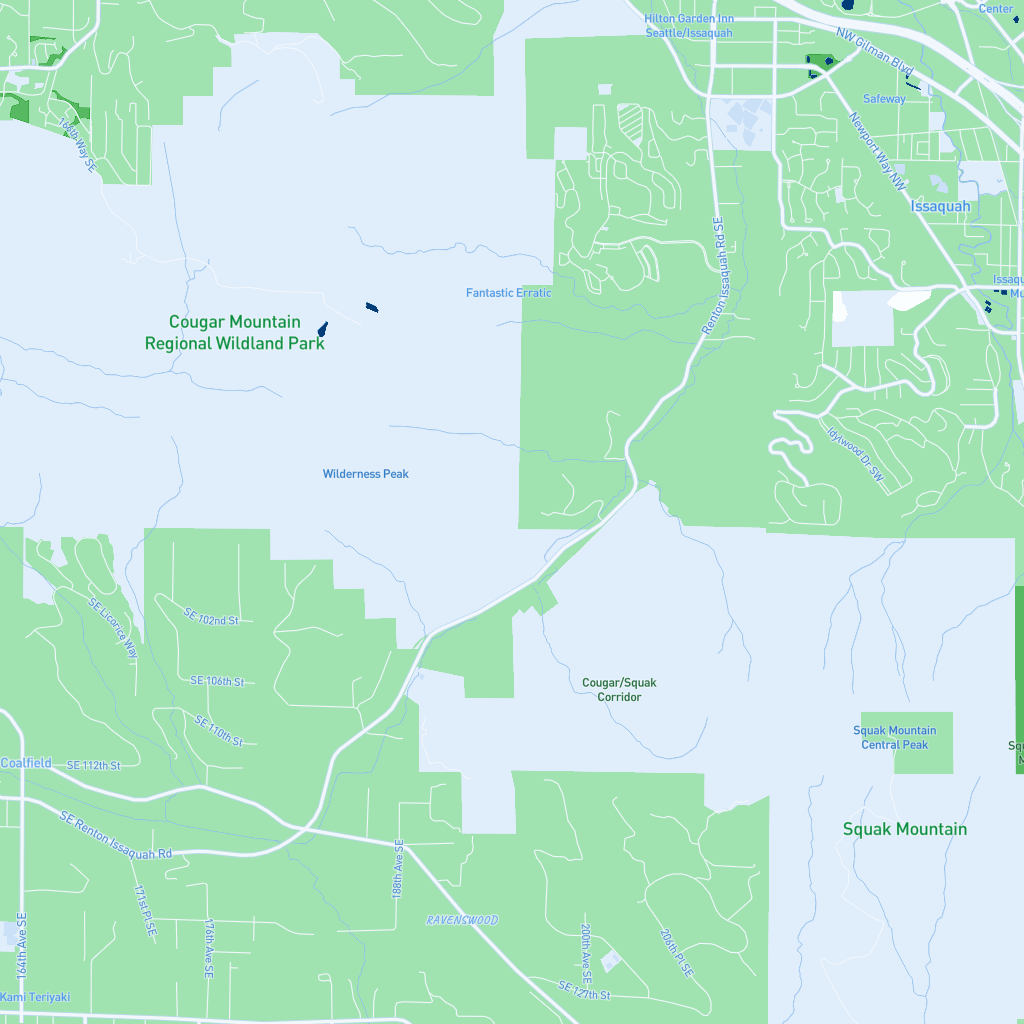 Center
Hilton Garden Inn
Seattle/Issaquah
NW Gilman Blvd
Safeway
166th Way SE
Newport Way NW
Issaquah
Renton Issaquah Rd SE
Fantastic Erratic
Cougar Mountain
Regional Wildland Park
Idylwood Dr SW
Wilderness Peak
SE Licorice Way
SE 102nd St
SE 106th St
Cougar/Squak
Corridor
SE 110th St
Squak Mountain
Central Peak
Coalfield
SE 112th St
SE Renton Issaquah Rd
Squak Mountain
188th Ave SE
171st Pl SE
176th Ave SE
164th Ave SE
RAVENSWOOD
200th Ave SE
206th Pl SE
SE 127th St
Kami Teriyaki